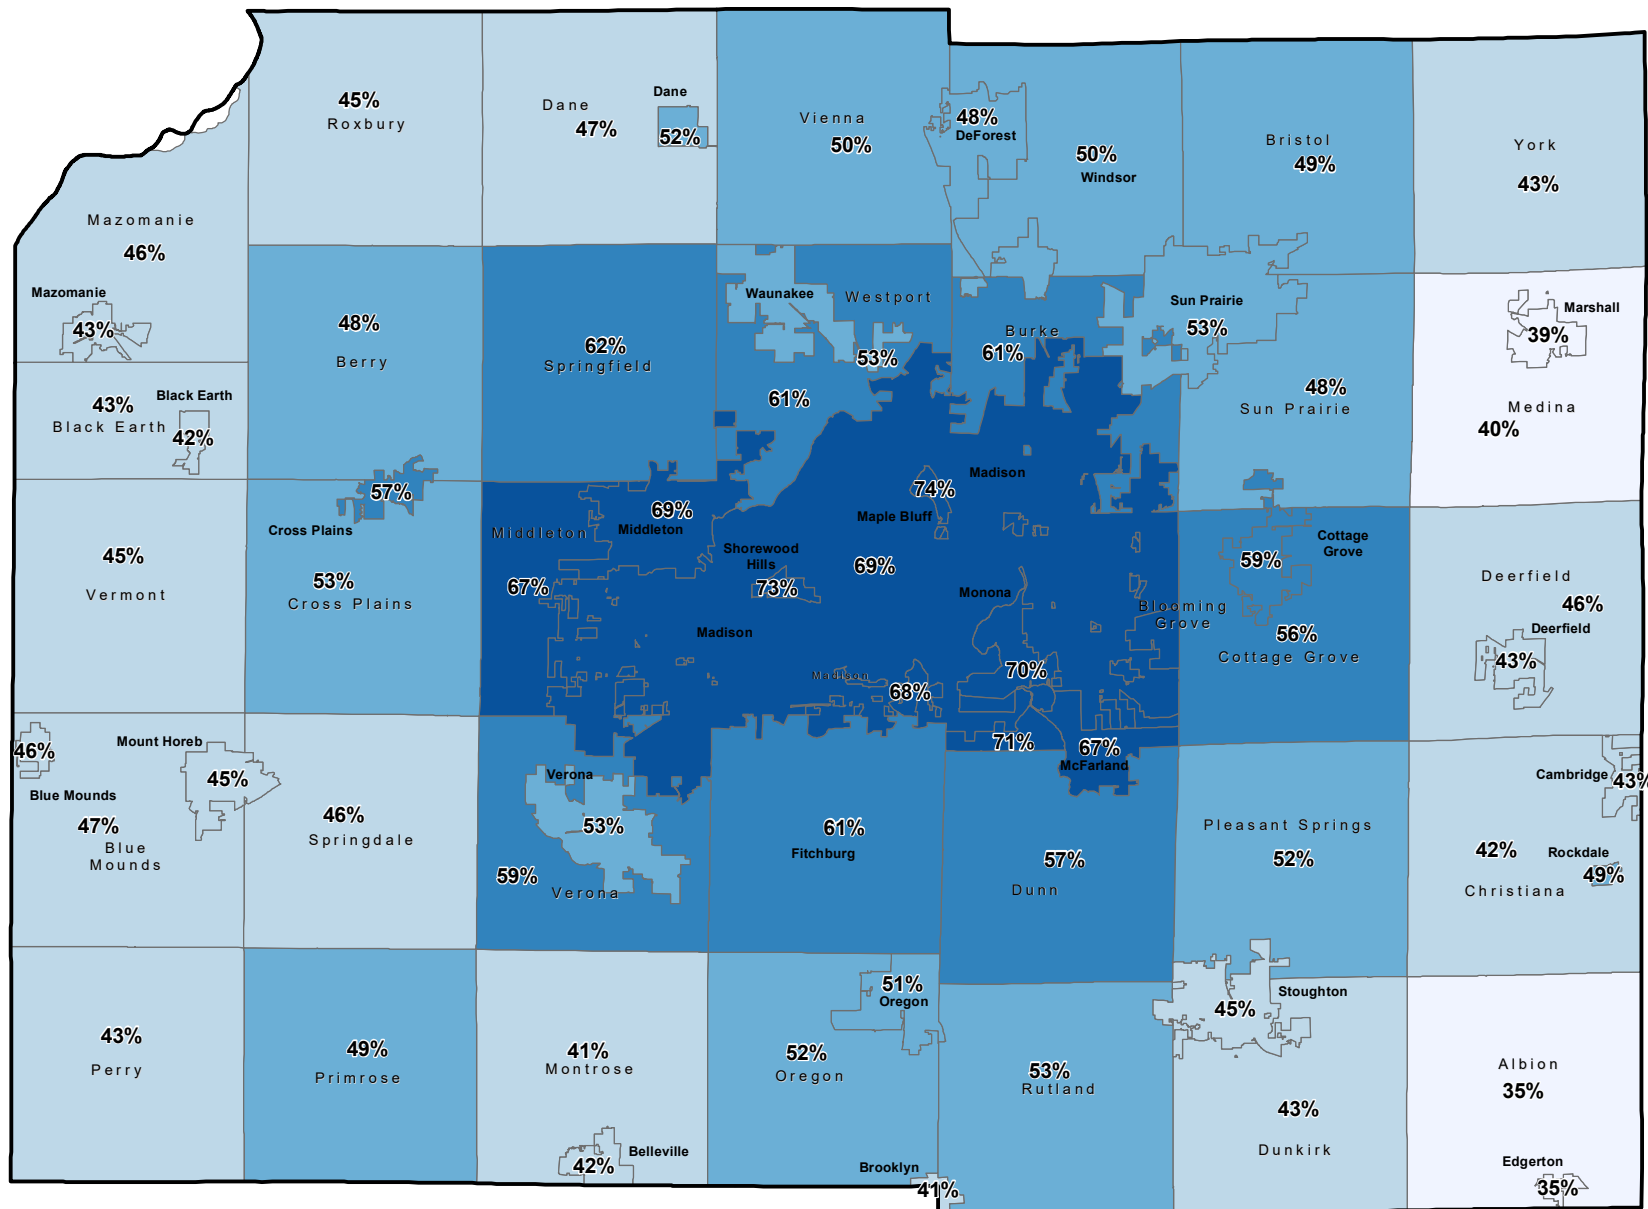 45%
Roxbury
Dane
47%
Dane
52%
Vienna
50%
48%
DeForest
50%
Windsor
Bristol
49%
York
43%
Mazomanie
46%
Mazomanie
43%
48%
Berry
62%
Springfield
Waunakee
Westport
53%
61%
Burke
61%
Sun Prairie
53%
48%
Sun Prairie
Marshall
39%
Medina
40%
43%
Black Earth
Black Earth
42%
57%
Cross Plains
53%
Cross Plains
45%
Vermont
Middleton
67%
69%
Middleton
Shorewood
Hills
73%
74%
Maple Bluff
Madison
69%
Monona
Madison
Madison
68%
70%
71%
67%
McFarland
Blooming
Grove
59%
Cottage
Grove
56%
Cottage Grove
Deerfield
46%
Deerfield
43%
46%
Blue Mounds
47%
Blue
Mounds
Mount Horeb
45%
46%
Springdale
Verona
53%
59%
Verona
61%
Fitchburg
57%
Dunn
Pleasant Springs
52%
Cambridge
43%
42%
Christiana
Rockdale
49%
43%
Perry
49%
Primrose
41%
Montrose
Belleville
42%
51%
Oregon
52%
Oregon
Brooklyn
41%
53%
Rutland
Stoughton
45%
43%
Dunkirk
Albion
35%
Edgerton
35%